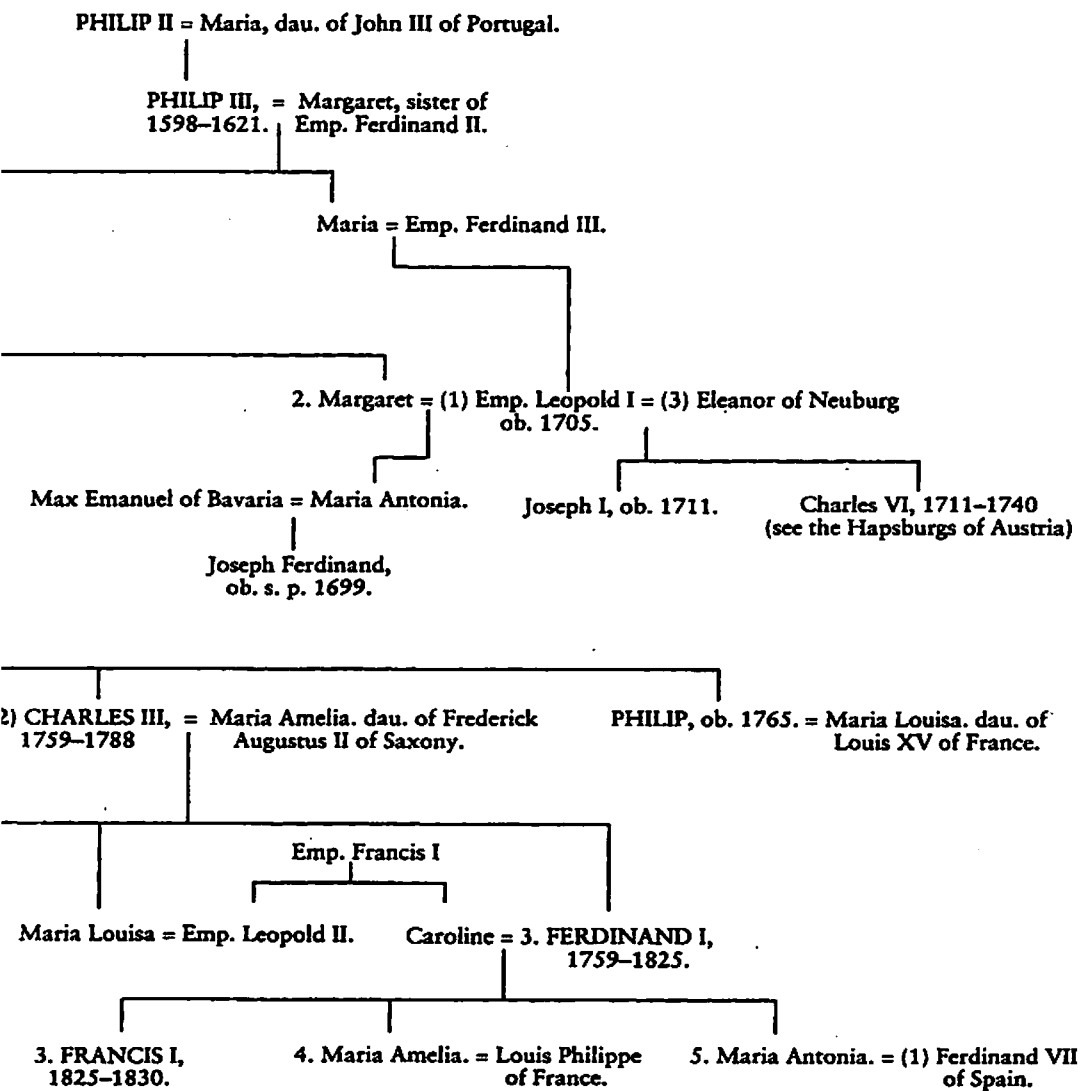 PHILIP II = Maria, dau. of John III of Portugal.
PHILIP III, = Margaret, sister of
1598–1621. Emp. Ferdinand II.
Maria = Emp. Ferdinand III.
2. Margaret = (1) Emp. Leopold I = (3) Eleanor of Neuburg
ob. 1705.
Max Emanuel of Bavaria = Maria Antonia.
Joseph I, ob. 1711.
Charles VI, 1711–1740
(see the Hapsburgs of Austria)
Joseph Ferdinand,
ob. s. p. 1699.
2) CHARLES III, = Maria Amelia. dau. of Frederick
1759–1788 Augustus II of Saxony.
PHILIP, ob. 1765. = Maria Louisa. dau. of
Louis XV of France.
Emp. Francis I
Maria Louisa = Emp. Leopold II.
Caroline = 3. FERDINAND I,
1759–1825.
3. FRANCIS I,
1825–1830.
4. Maria Amelia. = Louis Philippe
of France.
5. Maria Antonia. = (1) Ferdinand VII
of Spain.